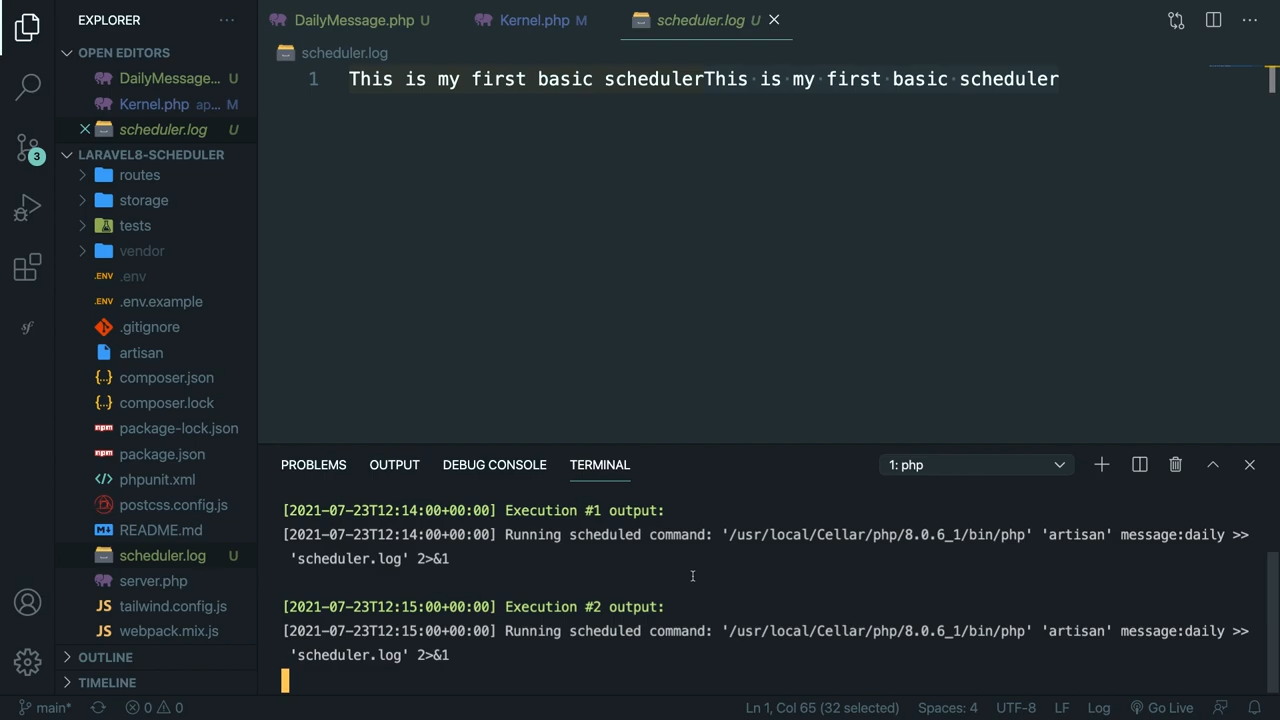 EXPLORER
OPEN EDITORS
DailyMessage... U
Kernel.php ap... M
scheduler.log U
LARAVEL8-SCHEDULER
routes
storage
tests
vendor
.ENV .env
.ENV .env.example
.gitignore
artisan
{..} composer.json
{..} composer.lock
npm package-lock.json
npm package.json
phpunit.xml
postcss.config.js
README.md
scheduler.log U
server.php
JS tailwind.config.js
JS webpack.mix.js
OUTLINE
TIMELINE
3
DailyMessage.php U
Kernel.php M
scheduler.log U
scheduler.log
1 This is my first basic schedulerThis·is·my·first·basic·scheduler
PROBLEMS OUTPUT DEBUG CONSOLE TERMINAL
1: php
[2021-07-23T12:14:00+00:00] Execution #1 output:
[2021-07-23T12:14:00+00:00] Running scheduled command: '/usr/local/Cellar/php/8.0.6_1/bin/php' 'artisan' message:daily >>
'scheduler.log' 2>&1
[2021-07-23T12:15:00+00:00] Execution #2 output:
[2021-07-23T12:15:00+00:00] Running scheduled command: '/usr/local/Cellar/php/8.0.6_1/bin/php' 'artisan' message:daily >>
'scheduler.log' 2>&1
main* 0 0 Ln 1, Col 65 (32 selected) Spaces: 4 UTF-8 LF Log Go Live